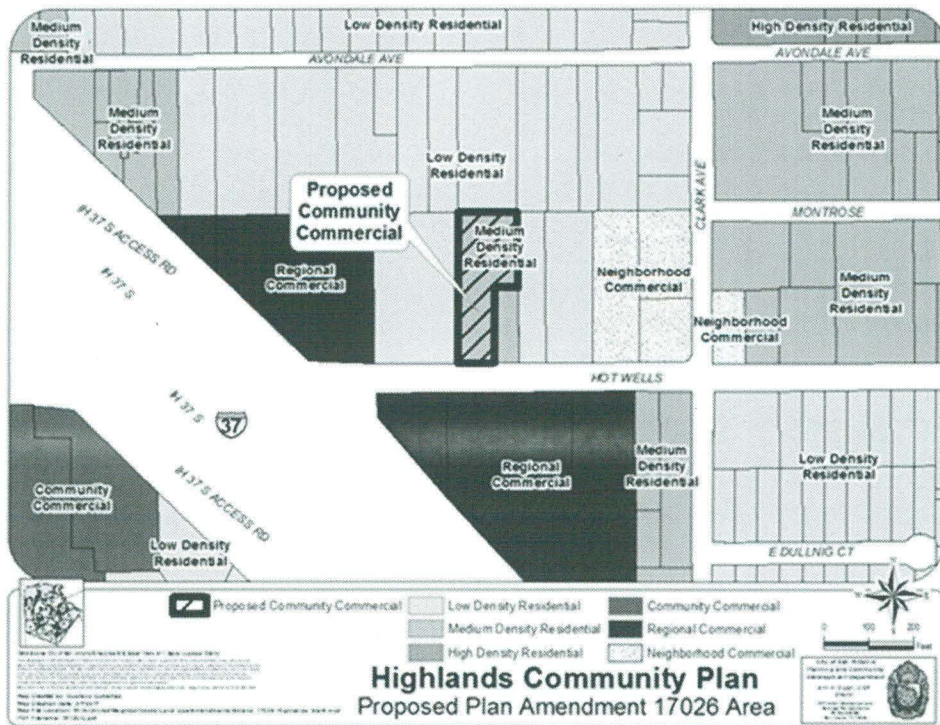 Medium
Density
Residential
Low Density Residential
High Density Residential
AVONDALE AVE
AVONDALE AVE
Medium
Density
Residential
Low Density
Residential
Medium
Density
Residential
Proposed
Community
Commercial
CLARK AVE
MONTROSE
IH 37 S ACCESS RD
IH 37 S
Regional
Commercial
Medium
Density
Residential
Neighborhood
Commercial
Medium
Density
Residential
Neighborhood
Commercial
HOT WELLS
IH 37 S
37
IH 37 S ACCESS RD
Community
Commercial
Low Density
Residential
Regional
Commercial
Medium
Density
Residential
Low Density
Residential
E DULLNIG CT
Proposed Community Commercial
Low Density Residential
Community Commercial
Medium Density Residential
Regional Commercial
High Density Residential
Neighborhood Commercial
N
W
E
S
0 100 200
Feet
Highlands Community Plan
Proposed Plan Amendment 17026 Area